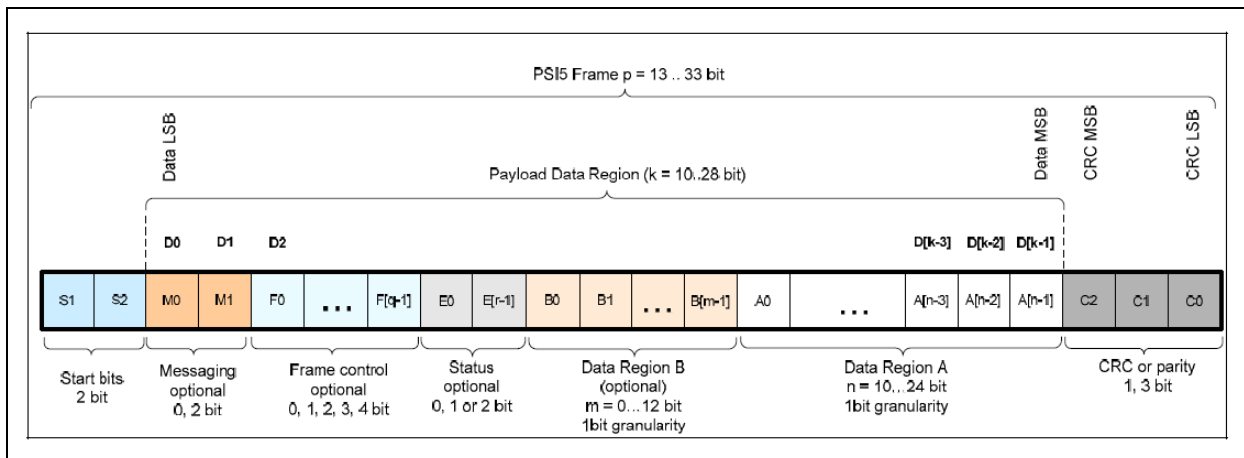 PSI5 Frame p = 13 .. 33 bit
Data LSB
Data MSB
CRC MSB
CRC LSB
Payload Data Region (k = 10..28 bit)
D0 D1 D2 D[k-3] D[k-2] D[k-1]
S1 S2 M0 M1 F0 ... F[q-1] E0 E[r-1] B0 B1 ... B[m-1] A0 ... A[n-3] A[n-2] A[n-1] C2 C1 C0
Start bits
2 bit
Messaging
optional
0, 2 bit
Frame control
optional
0, 1, 2, 3, 4 bit
Status
optional
0, 1 or 2 bit
Data Region B
(optional)
m = 0...12 bit
1bit granularity
Data Region A
n = 10...24 bit
1bit granularity
CRC or parity
1, 3 bit